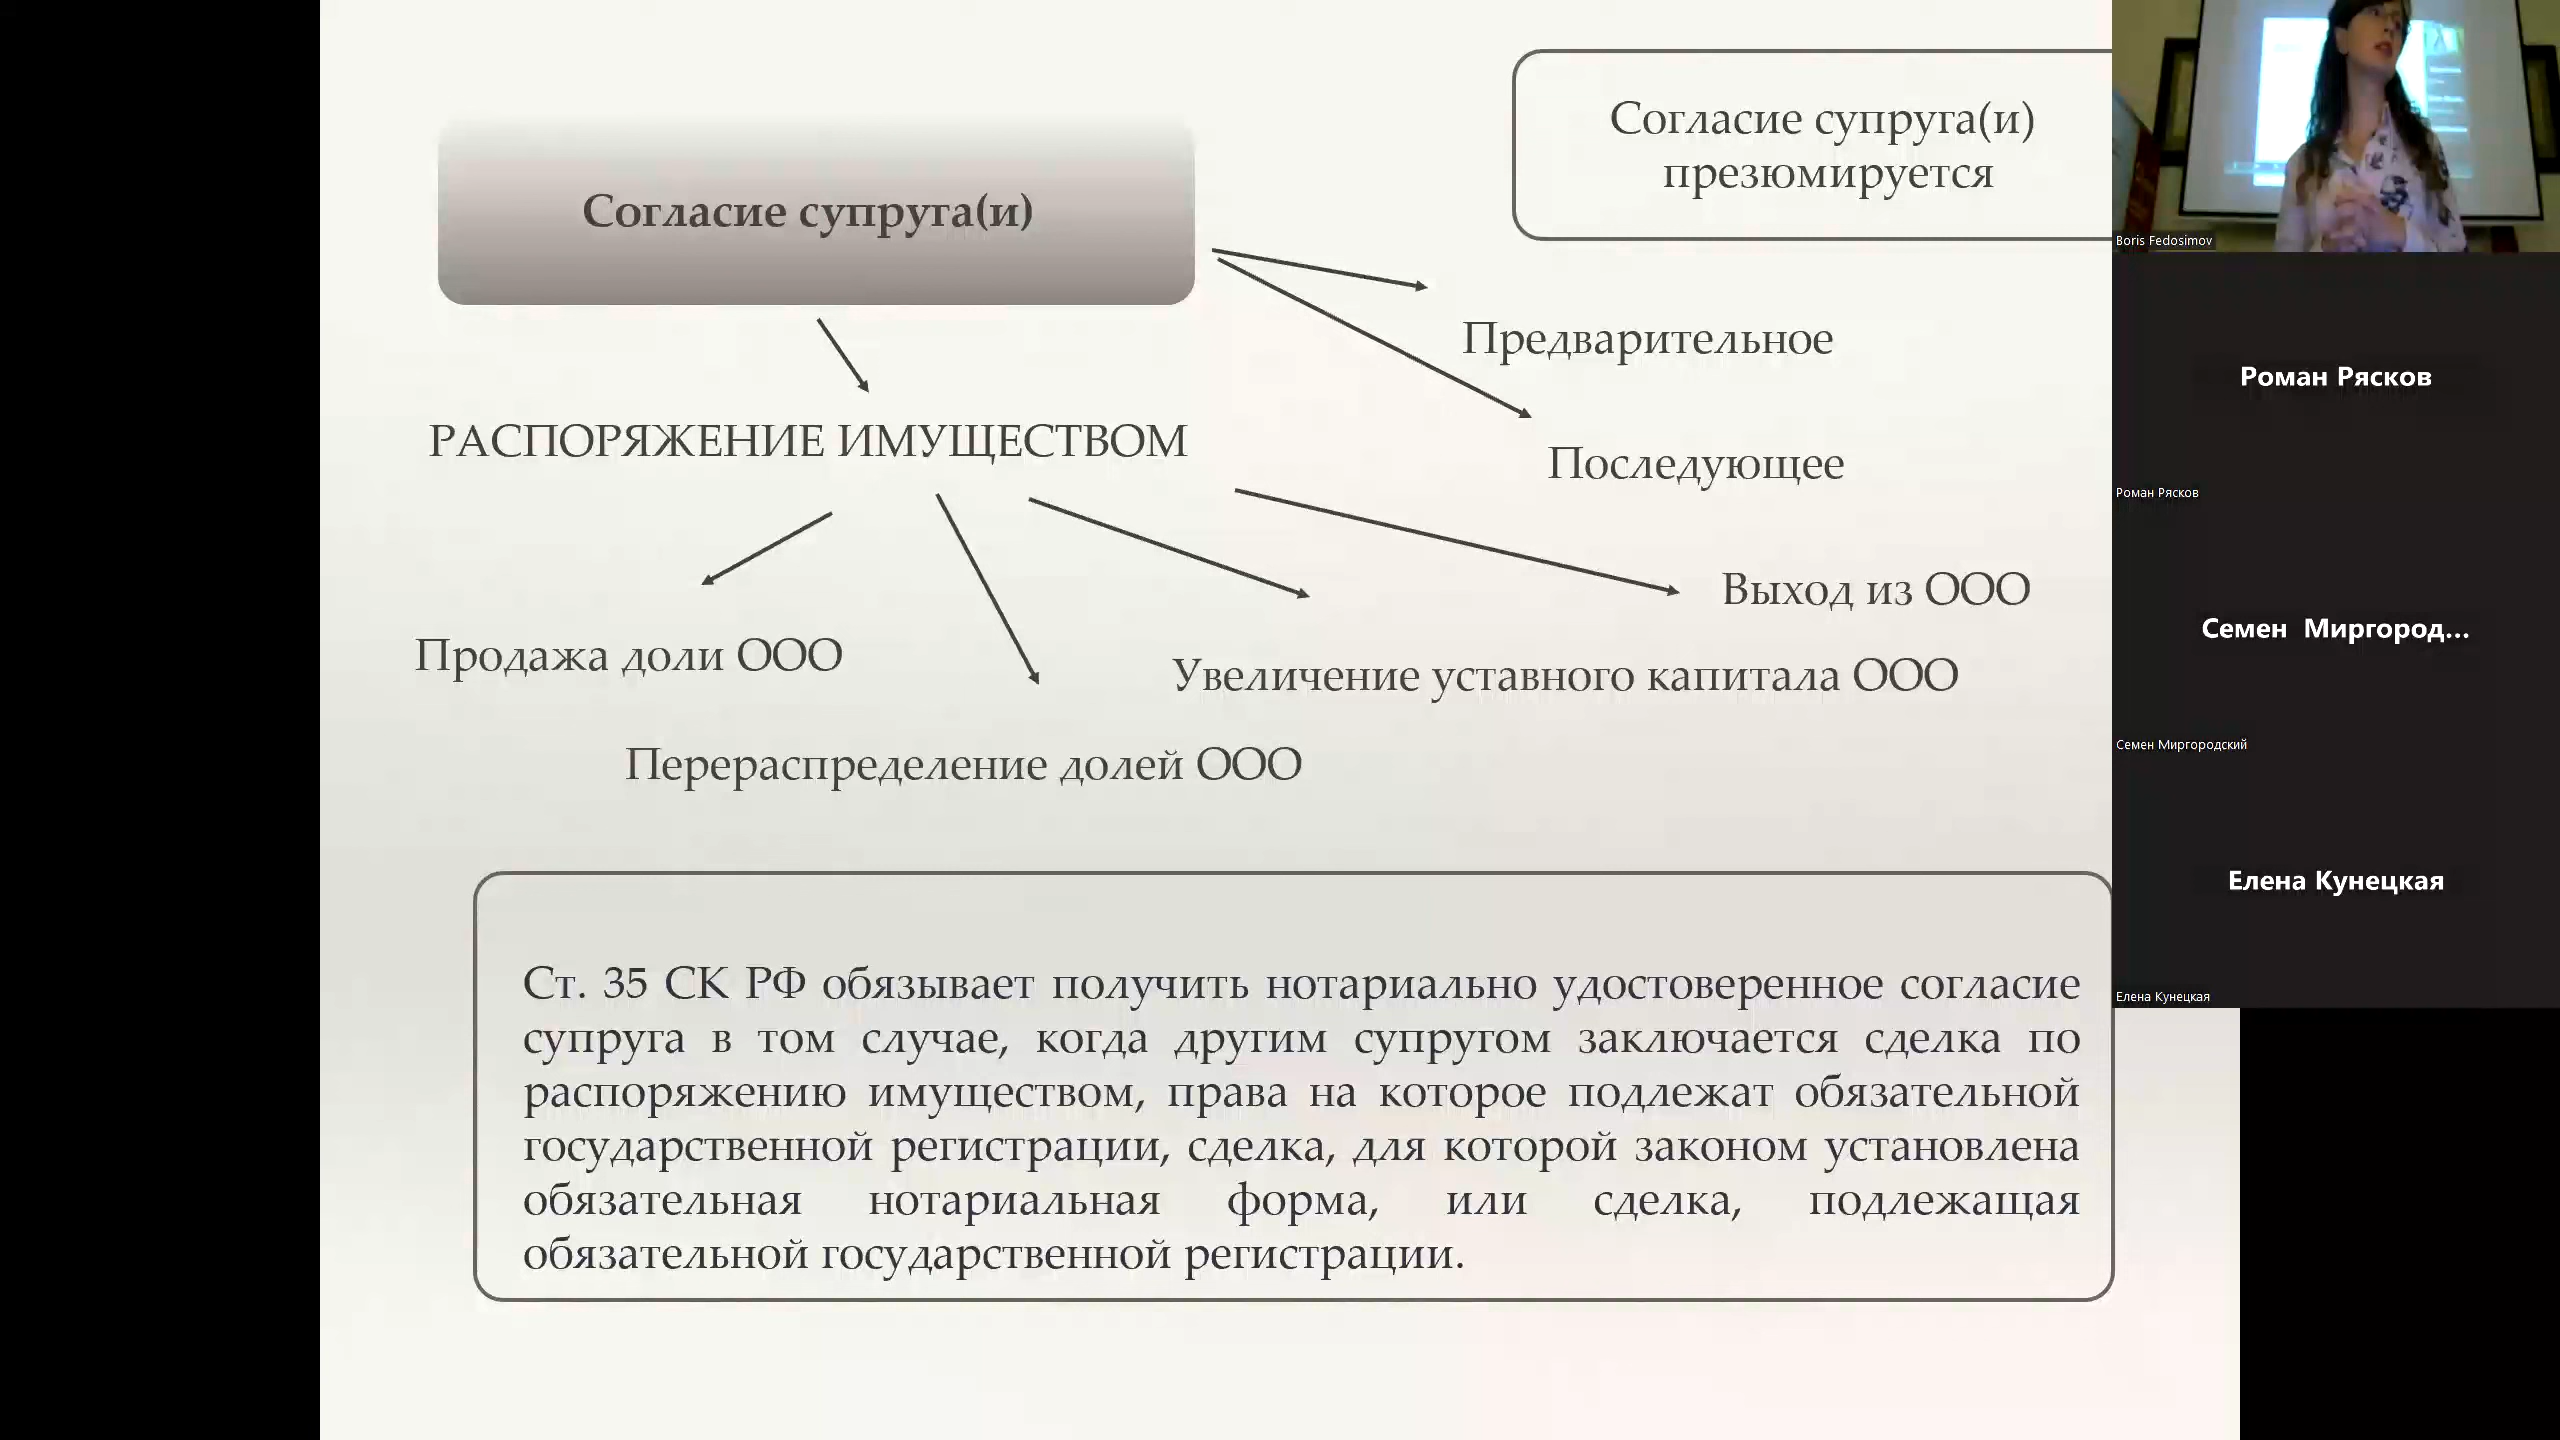 Согласие супруга(и)
презюмируется
Согласие супруга(и)
Предварительное
Последующее
РАСПОРЯЖЕНИЕ ИМУЩЕСТВОМ
Выход из ООО
Продажа доли ООО
Увеличение уставного капитала ООО
Перераспределение долей ООО
Ст. 35 СК РФ обязывает получить нотариально удостоверенное согласие
супруга в том случае, когда другим супругом заключается сделка по
распоряжению имуществом, права на которое подлежат обязательной
государственной регистрации, сделка, для которой законом установлена
обязательная нотариальная форма, или сделка, подлежащая
обязательной государственной регистрации.
Boris Fedosimov
Роман Рясков
Роман Рясков
Семен Миргород...
Семен Миргородский
Елена Кунецкая
Елена Кунецкая